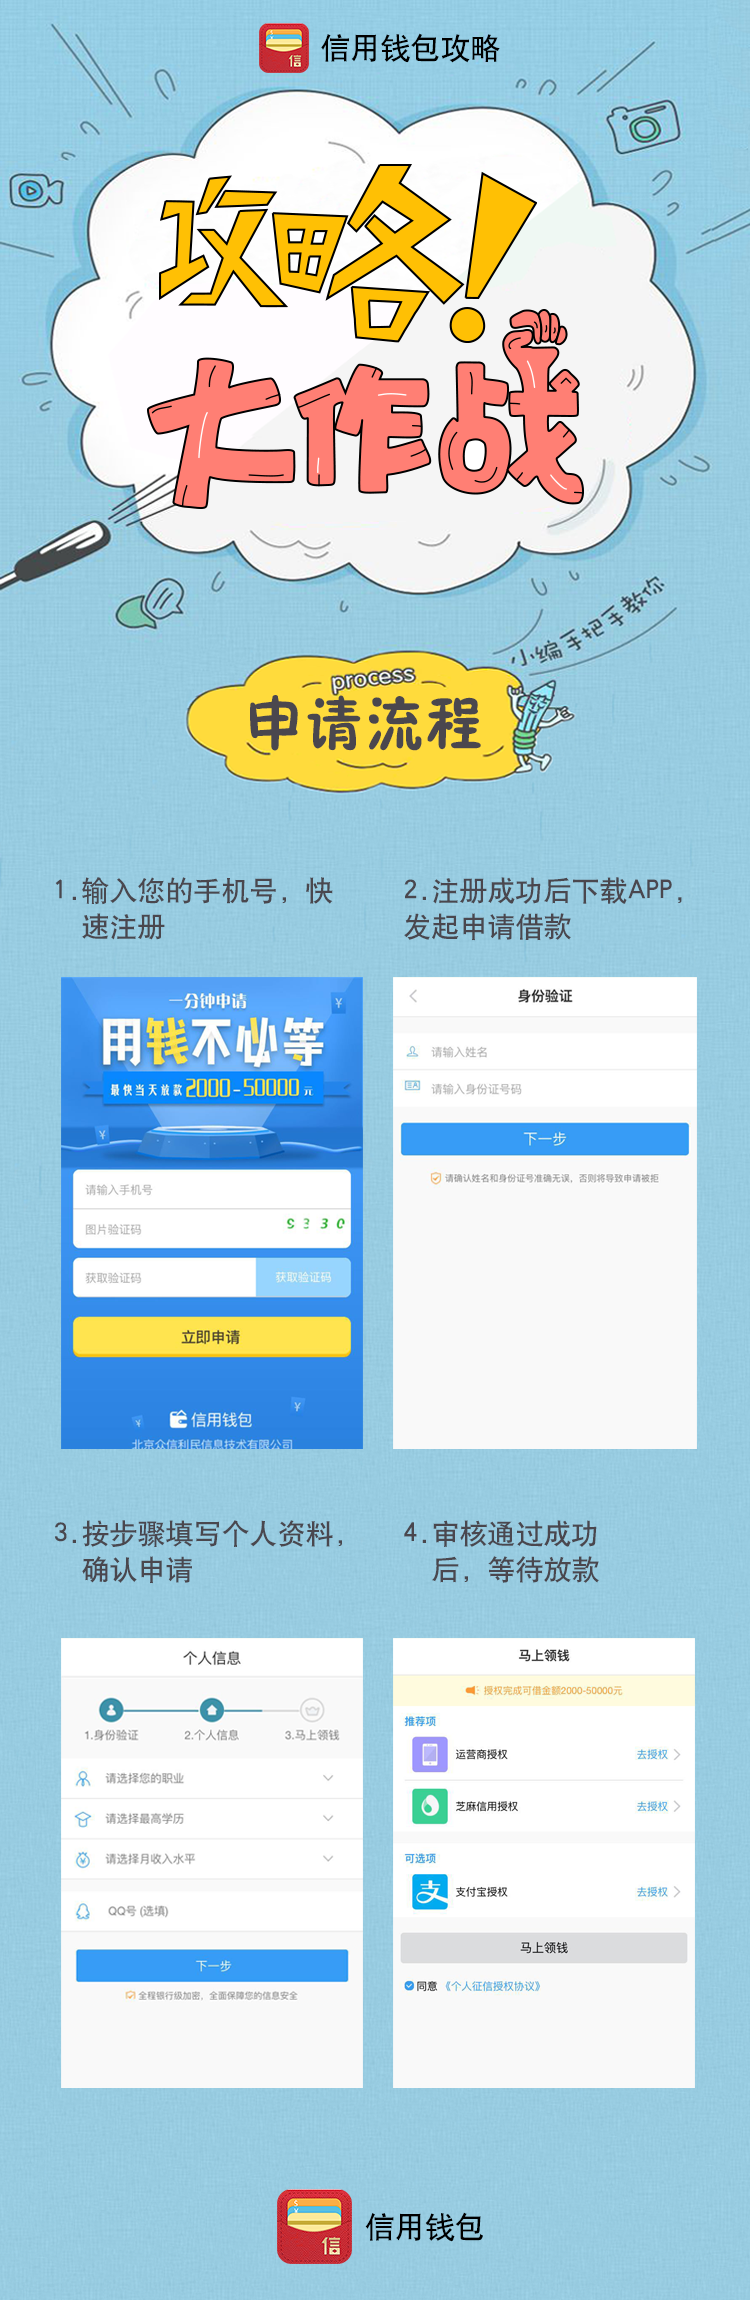 信
信用钱包攻略
攻略!
大作战
小编手把手教你
process
申请流程
1.输入您的手机号，快
速注册
2.注册成功后下载APP，
发起申请借款
一分钟申请
用钱不必等
最快当天放款2000-50000元
请输入手机号
图片验证码
S 3 3 0
获取验证码
获取验证码
立即申请
信用钱包
北京众信利民信息技术有限公司
身份验证
请输入姓名
请输入身份证号码
下一步
请确认姓名和身份证号准确无误，否则将导致申请被拒
3.按步骤填写个人资料，
确认申请
4.审核通过成功
后，等待放款
个人信息
1.身份验证
2.个人信息
3.马上领钱
请选择您的职业
请选择最高学历
请选择月收入水平
QQ号 (选填)
下一步
全程银行级加密，全面保障您的信息安全
马上领钱
授权完成可借金额2000-50000元
推荐项
运营商授权
去授权
芝麻信用授权
去授权
可选项
支
支付宝授权
去授权
马上领钱
同意 《个人征信授权协议》
信
信用钱包